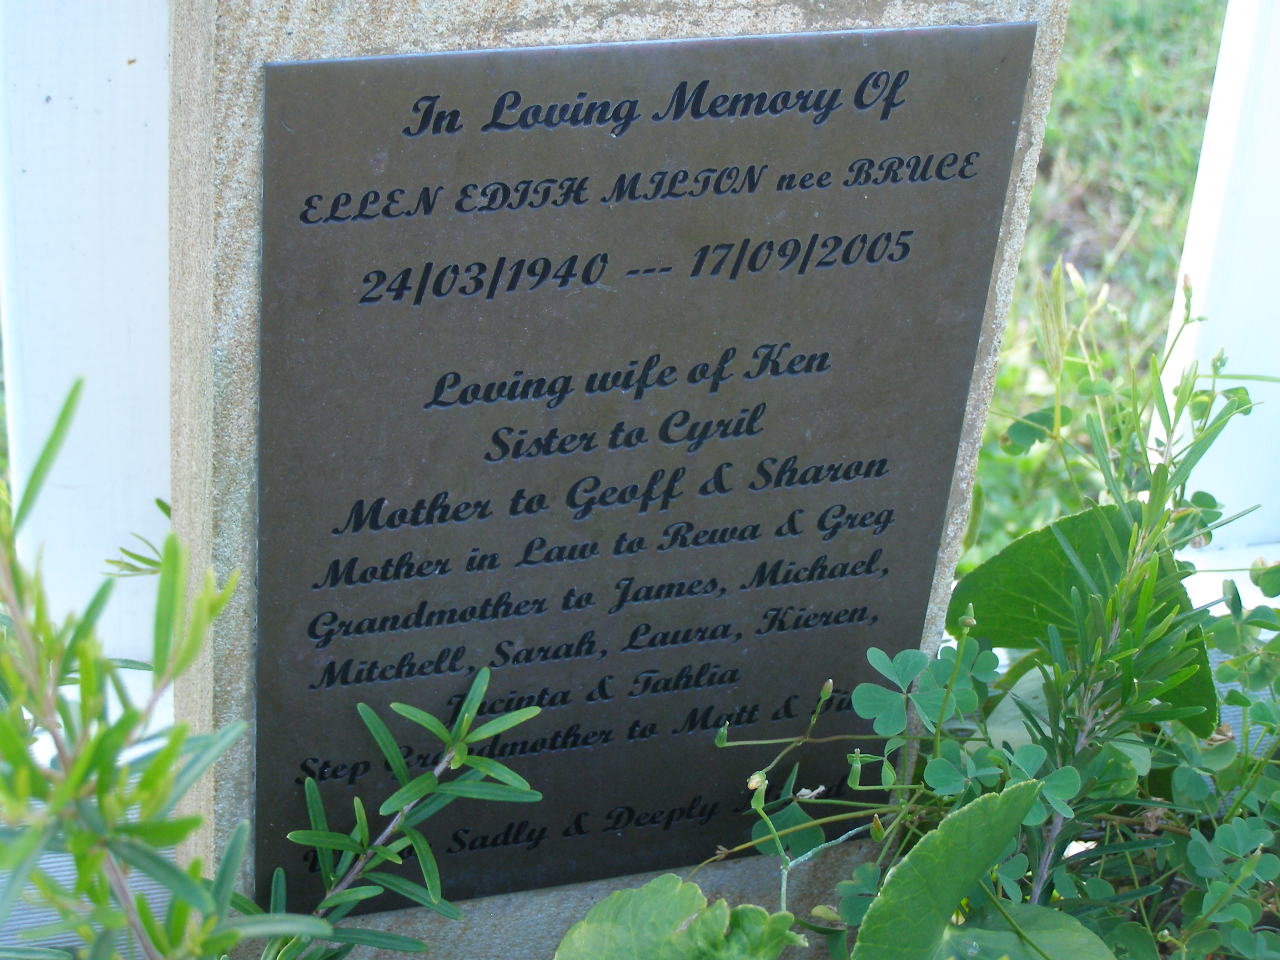 In Loving Memory Of
ELLEN EDITH MILTON nee BRUCE
24/03/1940 --- 17/09/2005
Loving wife of Ken
Sister to Cyril
Mother to Geoff & Sharon
Mother in Law to Rewa & Greg
Grandmother to James, Michael,
Mitchell, Sarah, Laura, Kieren,
Jacinta & Tahlia
Step Grandmother to Matt &
Sadly & Deeply